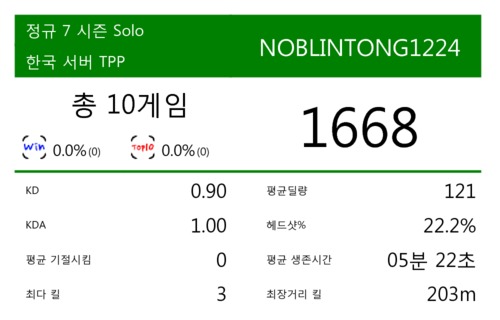 정규 7 시즌 Solo
한국 서버 TPP
NOBLINTONG1224
총 10게임
1668
Win 0.0%(0)
Top10 0.0%(0)
KD 0.90
평균딜량 121
KDA 1.00
헤드샷% 22.2%
평균 기절시킴 0
평균 생존시간 05분 22초
최다 킬 3
최장거리 킬 203m